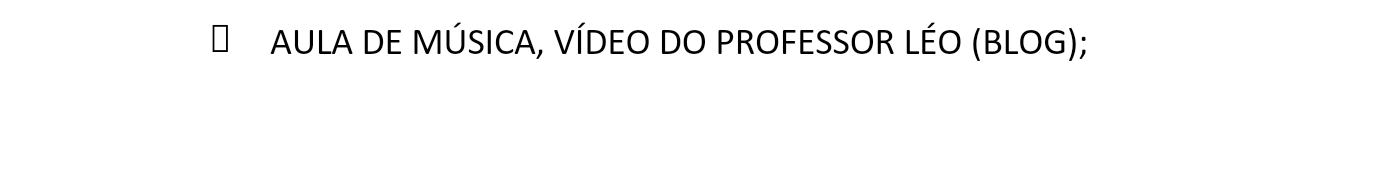 AULA DE MÚSICA, VÍDEO DO PROFESSOR LÉO (BLOG);